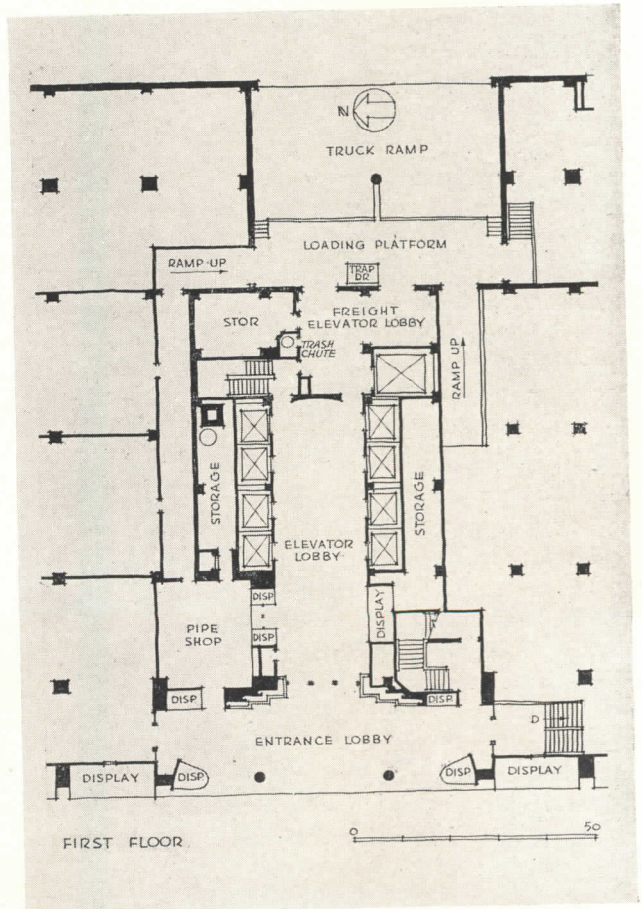 N
TRUCK RAMP
LOADING PLATFORM
RAMP UP
TRAP
DR
STOR
FREIGHT
ELEVATOR LOBBY
TRASH
CHUTE
RAMP UP
STORAGE
STORAGE
ELEVATOR
LOBBY
DISP
DISPLAY
PIPE
SHOP
DISP
DISP
DISP
D
ENTRANCE LOBBY
DISPLAY
DISP.
DISP
DISPLAY
FIRST FLOOR
0
50